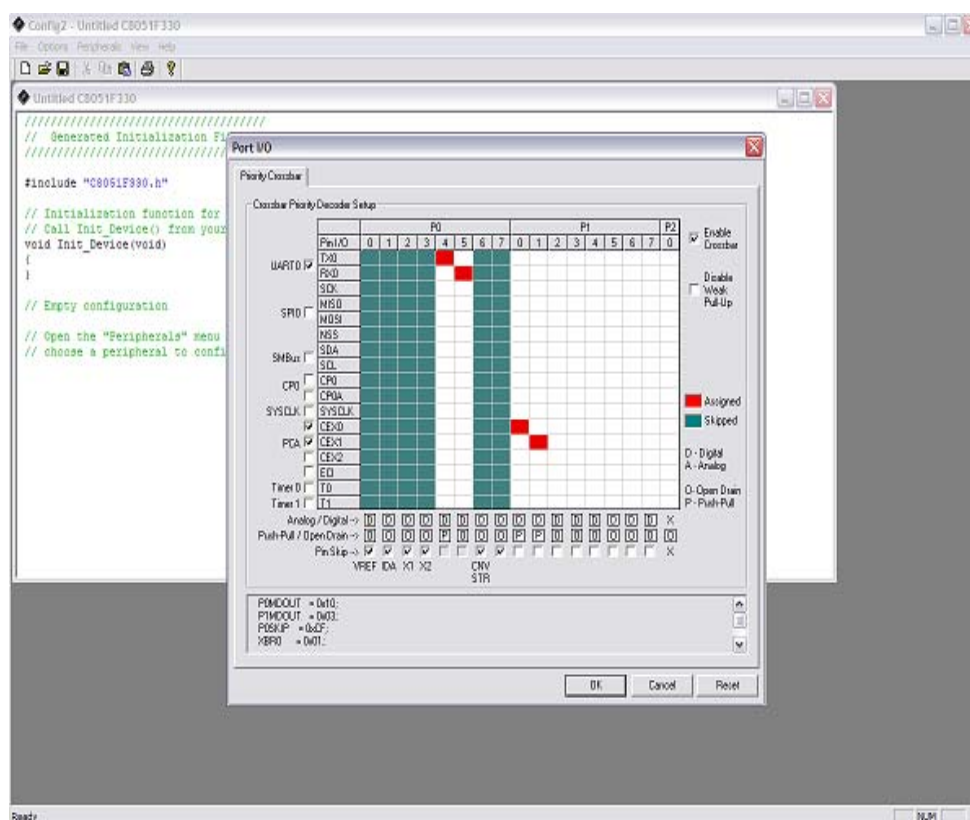 Config2 - Untitled C8051F330
File Options Peripherals View Help
Untitled C8051F330
////////////////////////////////////
// Generated Initialization Fi
#include "C8051F330.h"
// Initialization function for
// Call Init_Device() from your
void Init_Device(void)
{
}
// Empty configuration
// Open the "Peripherals" menu
// choose a peripheral to confi
Port I/O
Priority Crossbar
Crossbar Priority Decoder Setup
P0 P1 P2
Pin I/O 0 1 2 3 4 5 6 7 0 1 2 3 4 5 6 7 0
UART0 TX0
RX0
SCK
SPI0 MISO
MOSI
NSS
SMBus SDA
SCL
CP0 CP0
CP0A
SYSCLK SYSCLK
CEX0
PCA CEX1
CEX2
ECI
Timer 0 T0
Timer 1 T1
Analog / Digital ->
Push-Pull / Open Drain ->
Pin Skip ->
VREF IDA X1 X2 CNV STR
Enable Crossbar
Disable Weak Pull-Up
Assigned
Skipped
D - Digital
A - Analog
O - Open Drain
P - Push-Pull
P0MDOUT = 0x10;
P1MDOUT = 0x03;
P0SKIP = 0xCF;
XBR0 = 0x01;
OK Cancel Reset
Ready NUM